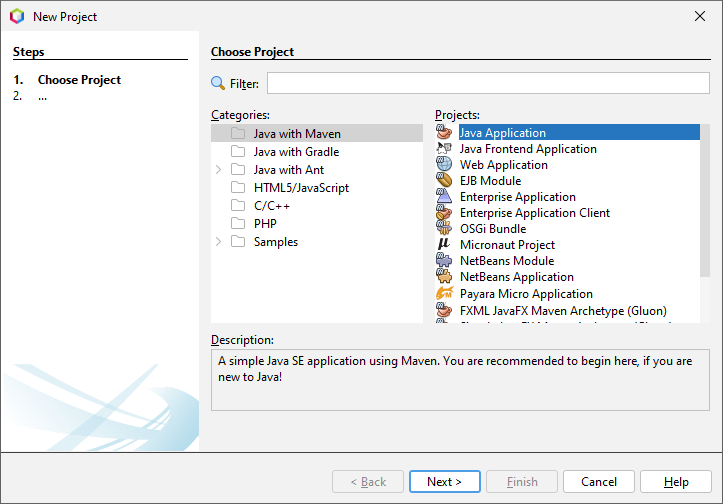 New Project
Steps
1. Choose Project
2. ...
Choose Project
Filter:
Categories:
Java with Maven
Java with Gradle
Java with Ant
HTML5/JavaScript
C/C++
PHP
Samples
Projects:
Java Application
Java Frontend Application
Web Application
EJB Module
Enterprise Application
Enterprise Application Client
OSGi Bundle
Micronaut Project
NetBeans Module
NetBeans Application
Payara Micro Application
FXML JavaFX Maven Archetype (Gluon)
Description:
A simple Java SE application using Maven. You are recommended to begin here, if you are
new to Java!
< Back
Next >
Finish
Cancel
Help